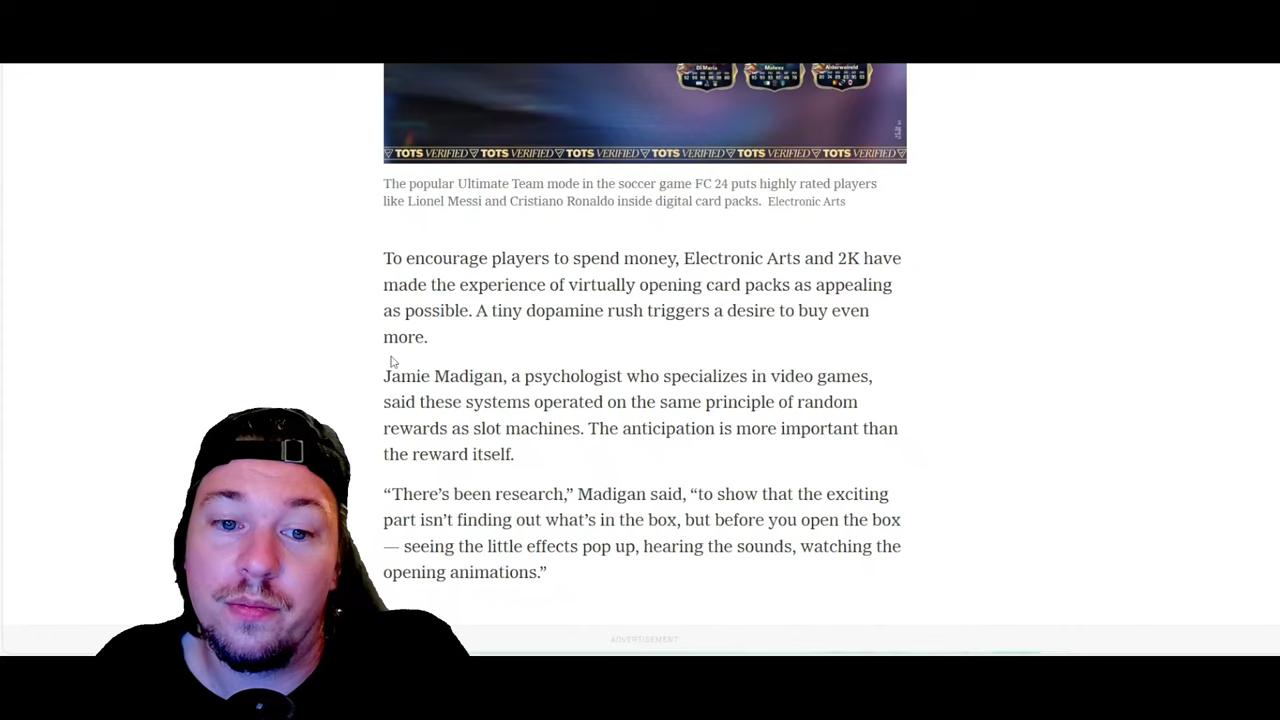 Di Maria Mahrez Alderweireld
TOTS VERIFIED TOTS VERIFIED TOTS VERIFIED TOTS VERIFIED TOTS VERIFIED TOTS VERIFIED
The popular Ultimate Team mode in the soccer game FC 24 puts highly rated players
like Lionel Messi and Cristiano Ronaldo inside digital card packs. Electronic Arts
To encourage players to spend money, Electronic Arts and 2K have
made the experience of virtually opening card packs as appealing
as possible. A tiny dopamine rush triggers a desire to buy even
more.
Jamie Madigan, a psychologist who specializes in video games,
said these systems operated on the same principle of random
rewards as slot machines. The anticipation is more important than
the reward itself.
“There’s been research,” Madigan said, “to show that the exciting
part isn’t finding out what’s in the box, but before you open the box
— seeing the little effects pop up, hearing the sounds, watching the
opening animations.”
ADVERTISEMENT